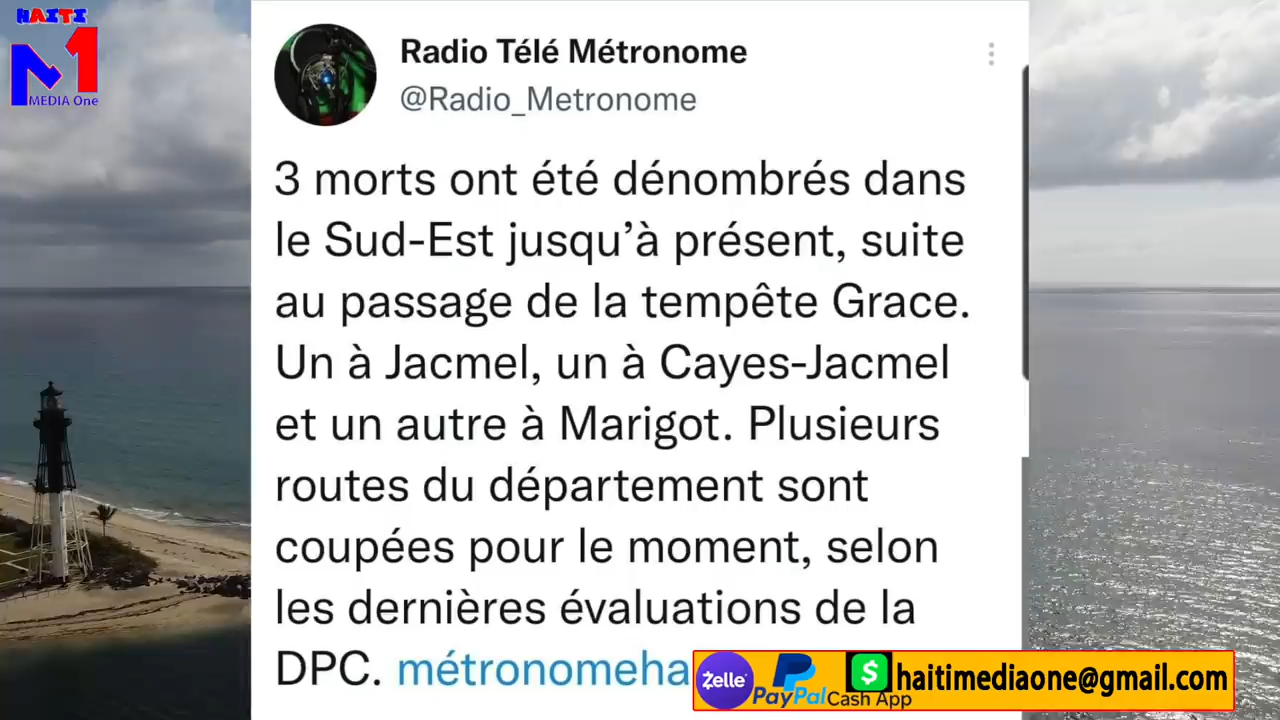 HAITI
M1
MEDIA One
Radio Télé Métronome
@Radio_Metronome
3 morts ont été dénombrés dans
le Sud-Est jusqu’à présent, suite
au passage de la tempête Grace.
Un à Jacmel, un à Cayes-Jacmel
et un autre à Marigot. Plusieurs
routes du département sont
coupées pour le moment, selon
les dernières évaluations de la
DPC. métronomeha
Zelle PayPal $ Cash App haitimediaone@gmail.com